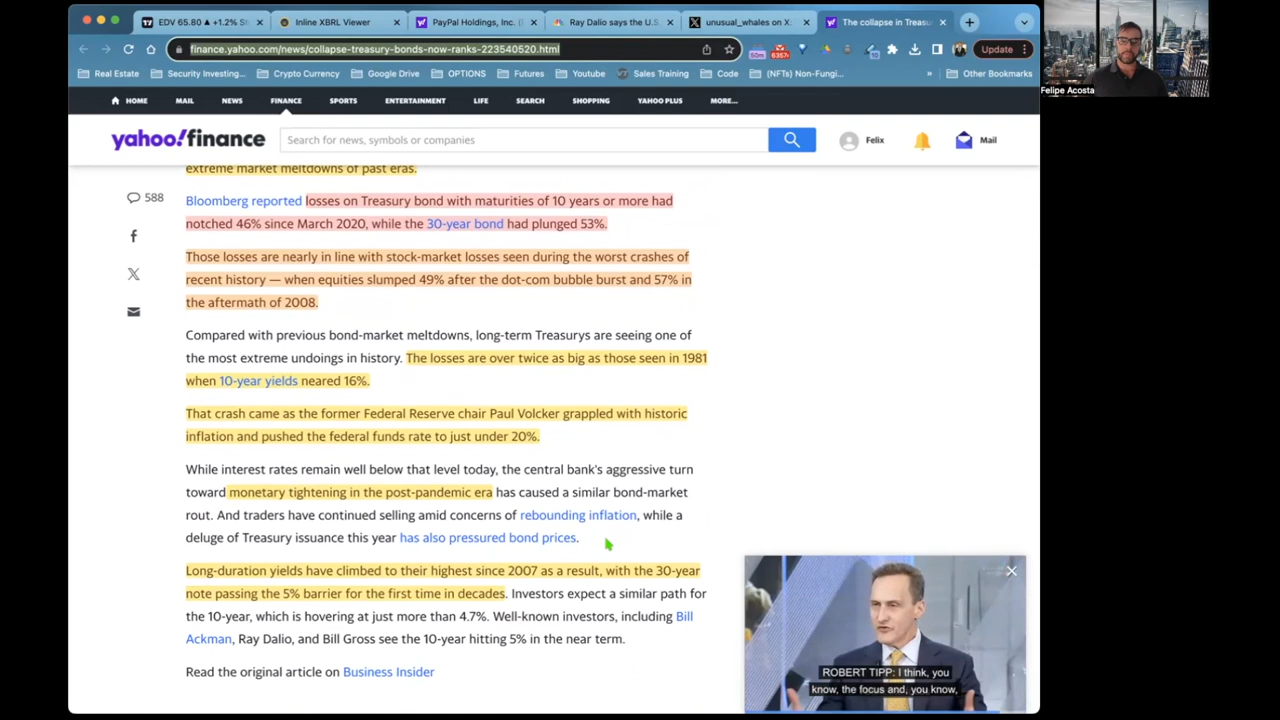 EDV 65.80 ▲ +1.2% S
Inline XBRL Viewer
PayPal Holdings, Inc. (
Ray Dalio says the U.S.
unusual_whales on X:
The collapse in Treasu
finance.yahoo.com/news/collapse-treasury-bonds-now-ranks-223540520.html
Update
Real Estate
Security Investing...
Crypto Currency
Google Drive
OPTIONS
Futures
Youtube
Sales Training
Code
(NFTs) Non-Fungi...
»
Other Bookmarks
Felipe Acosta
HOME MAIL NEWS FINANCE SPORTS ENTERTAINMENT LIFE SEARCH SHOPPING YAHOO PLUS MORE...
yahoo!finance
Search for news, symbols or companies
Felix
Mail
extreme market meltdowns of past eras.
588
Bloomberg reported losses on Treasury bond with maturities of 10 years or more had
notched 46% since March 2020, while the 30-year bond had plunged 53%.
Those losses are nearly in line with stock-market losses seen during the worst crashes of
recent history — when equities slumped 49% after the dot-com bubble burst and 57% in
the aftermath of 2008.
Compared with previous bond-market meltdowns, long-term Treasurys are seeing one of
the most extreme undoings in history. The losses are over twice as big as those seen in 1981
when 10-year yields neared 16%.
That crash came as the former Federal Reserve chair Paul Volcker grappled with historic
inflation and pushed the federal funds rate to just under 20%.
While interest rates remain well below that level today, the central bank's aggressive turn
toward monetary tightening in the post-pandemic era has caused a similar bond-market
rout. And traders have continued selling amid concerns of rebounding inflation, while a
deluge of Treasury issuance this year has also pressured bond prices.
Long-duration yields have climbed to their highest since 2007 as a result, with the 30-year
note passing the 5% barrier for the first time in decades. Investors expect a similar path for
the 10-year, which is hovering at just more than 4.7%. Well-known investors, including Bill
Ackman, Ray Dalio, and Bill Gross see the 10-year hitting 5% in the near term.
Read the original article on Business Insider
ROBERT TIPP: I think, you
know, the focus and, you know,